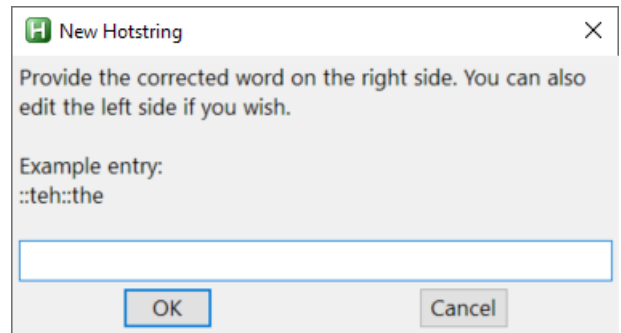 New Hotstring
Provide the corrected word on the right side. You can also
edit the left side if you wish.
Example entry:
::teh::the
OK
Cancel